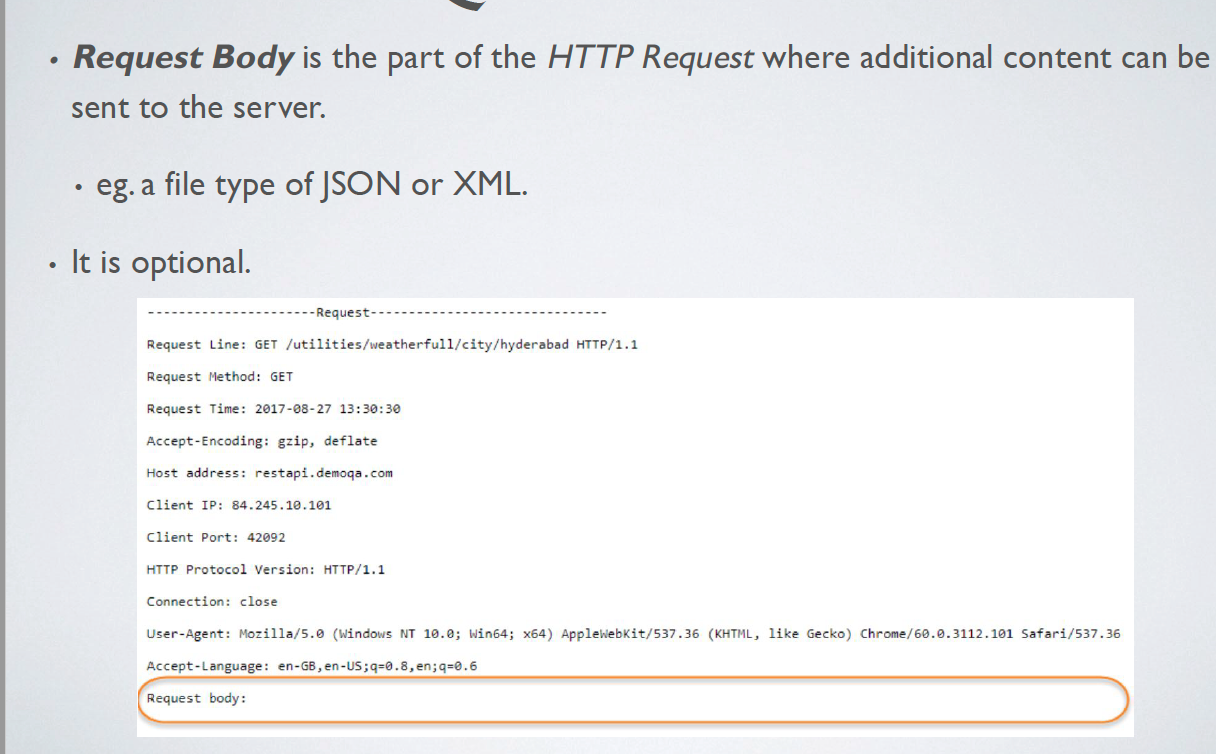 • Request Body is the part of the HTTP Request where additional content can be
sent to the server.
• eg. a file type of JSON or XML.
• It is optional.
----------------------Request-------------------------------
Request Line: GET /utilities/weatherfull/city/hyderabad HTTP/1.1
Request Method: GET
Request Time: 2017-08-27 13:30:30
Accept-Encoding: gzip, deflate
Host address: restapi.demoqa.com
Client IP: 84.245.10.101
Client Port: 42092
HTTP Protocol Version: HTTP/1.1
Connection: close
User-Agent: Mozilla/5.0 (Windows NT 10.0; Win64; x64) AppleWebKit/537.36 (KHTML, like Gecko) Chrome/60.0.3112.101 Safari/537.36
Accept-Language: en-GB,en-US;q=0.8,en;q=0.6
Request body: